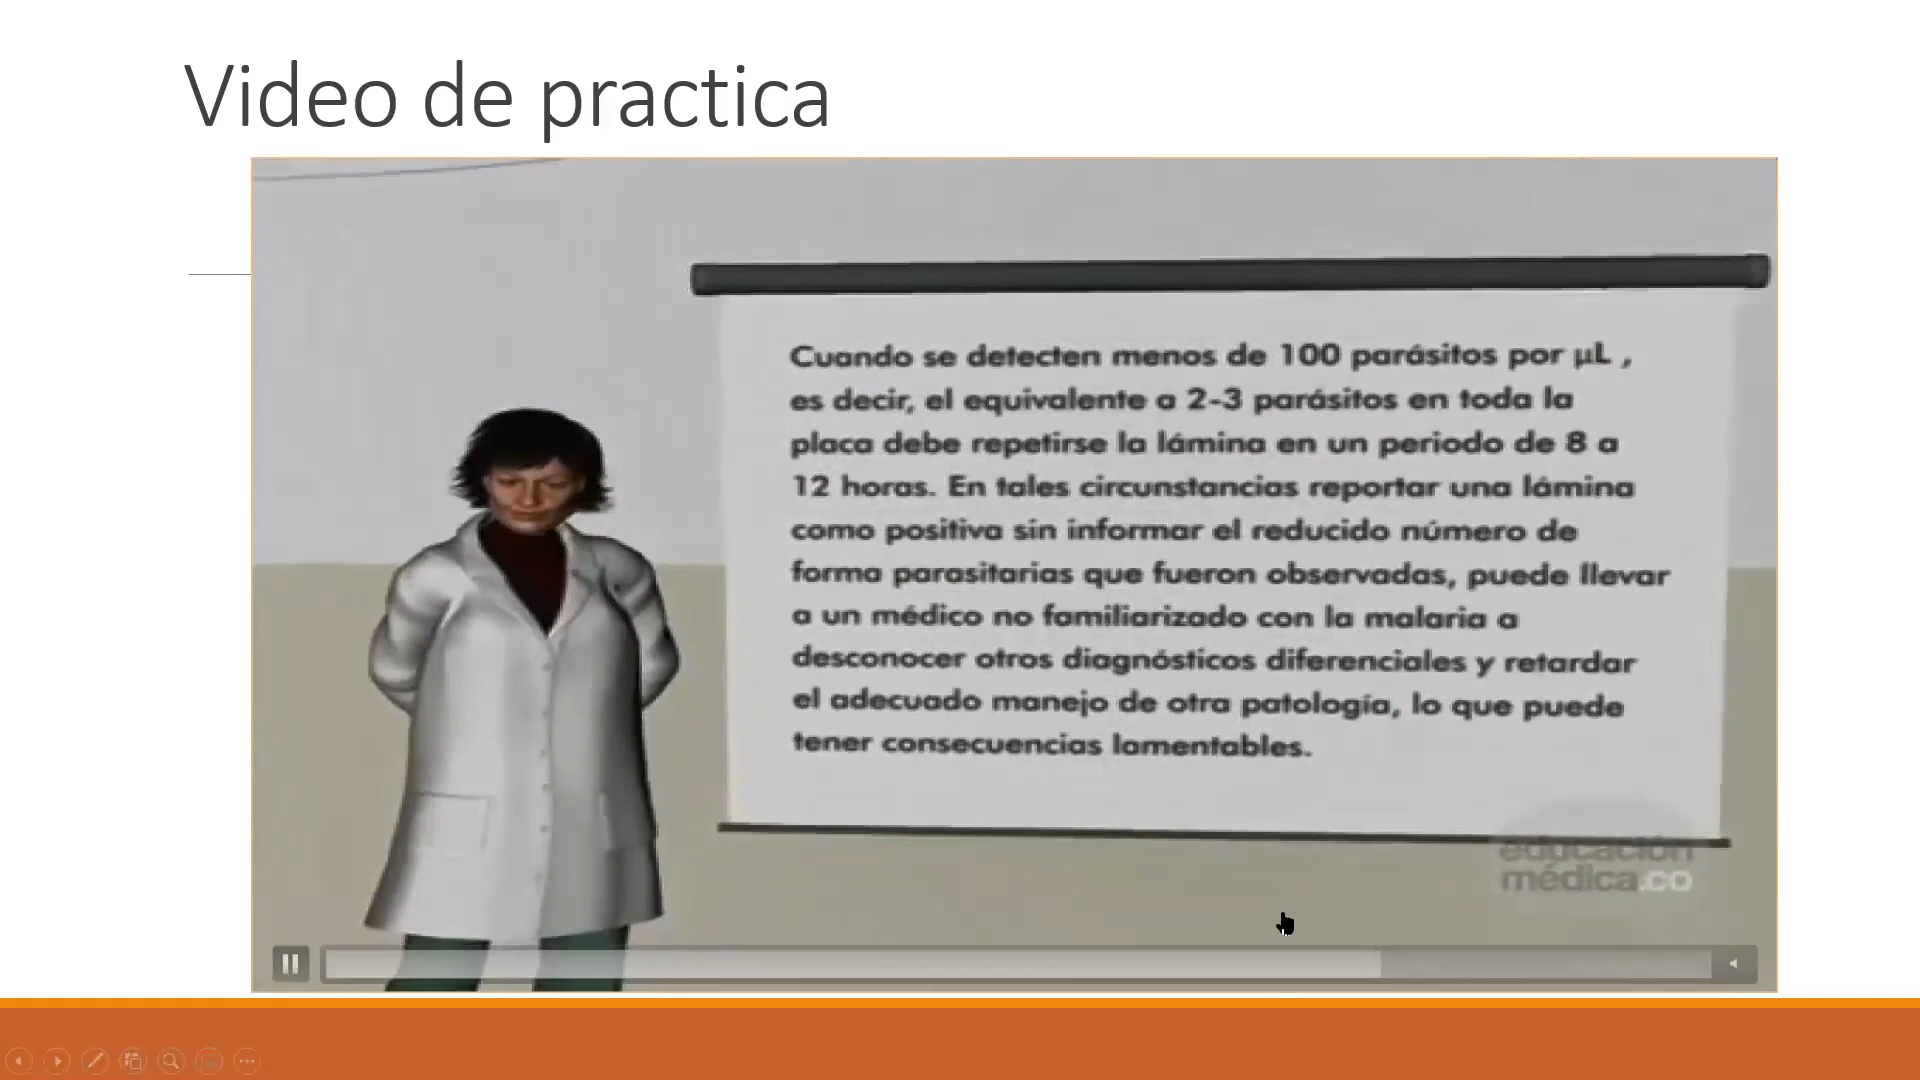 Video de practica
Cuando se detecten menos de 100 parásitos por µL ,
es decir, el equivalente a 2-3 parásitos en toda la
placa debe repetirse la lámina en un periodo de 8 a
12 horas. En tales circunstancias reportar una lámina
como positiva sin informar el reducido número de
forma parasitarias que fueron observadas, puede llevar
a un médico no familiarizado con la malaria a
desconocer otros diagnósticos diferenciales y retardar
el adecuado manejo de otra patología, lo que puede
tener consecuencias lamentables.
educación
médica.co